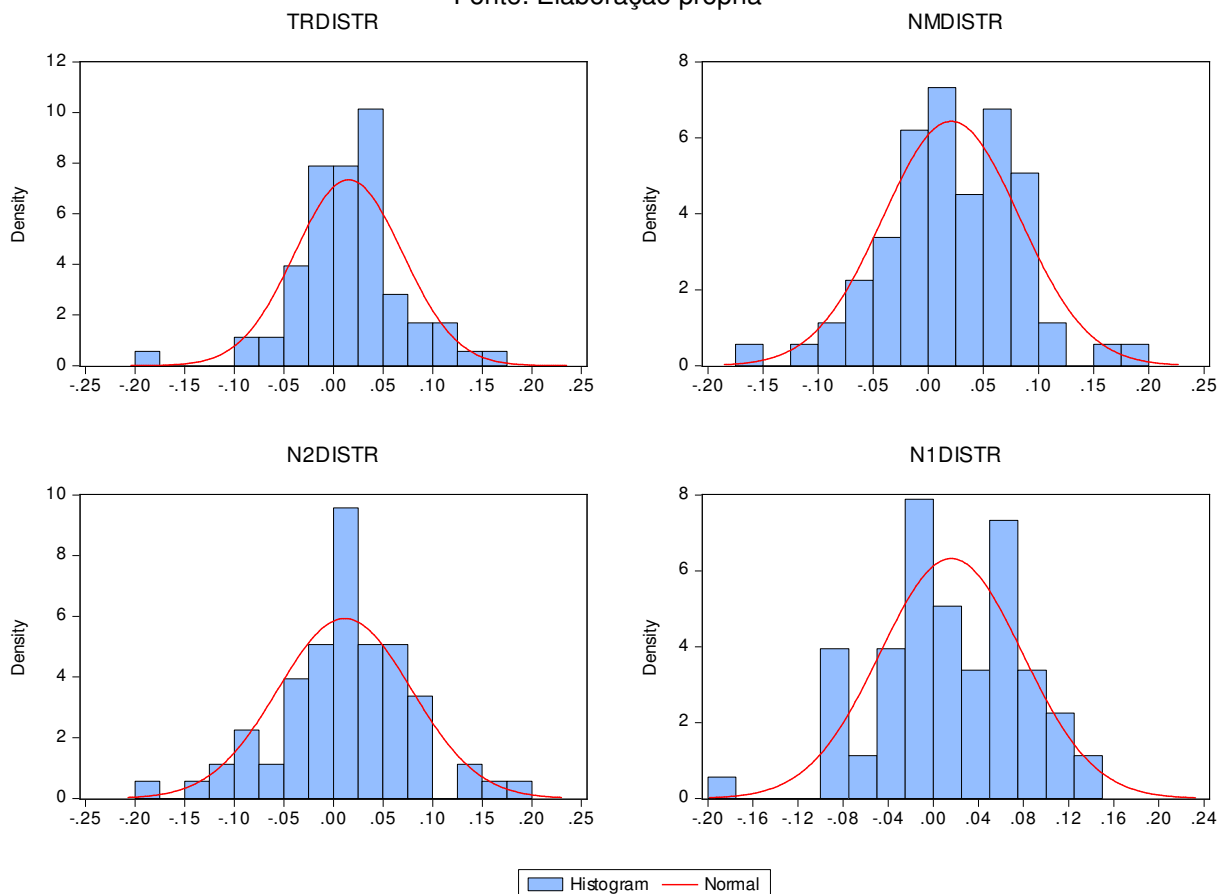 Fonte: Elaboração própria
TRDISTR
NMDISTR
12
10
8
6
4
2
0
Density
-.25 -.20 -.15 -.10 -.05 .00 .05 .10 .15 .20 .25
8
6
4
2
0
Density
-.20 -.15 -.10 -.05 .00 .05 .10 .15 .20 .25
N2DISTR
N1DISTR
10
8
6
4
2
0
Density
-.25 -.20 -.15 -.10 -.05 .00 .05 .10 .15 .20 .25
8
6
4
2
0
Density
-.20 -.16 -.12 -.08 -.04 .00 .04 .08 .12 .16 .20 .24
Histogram Normal